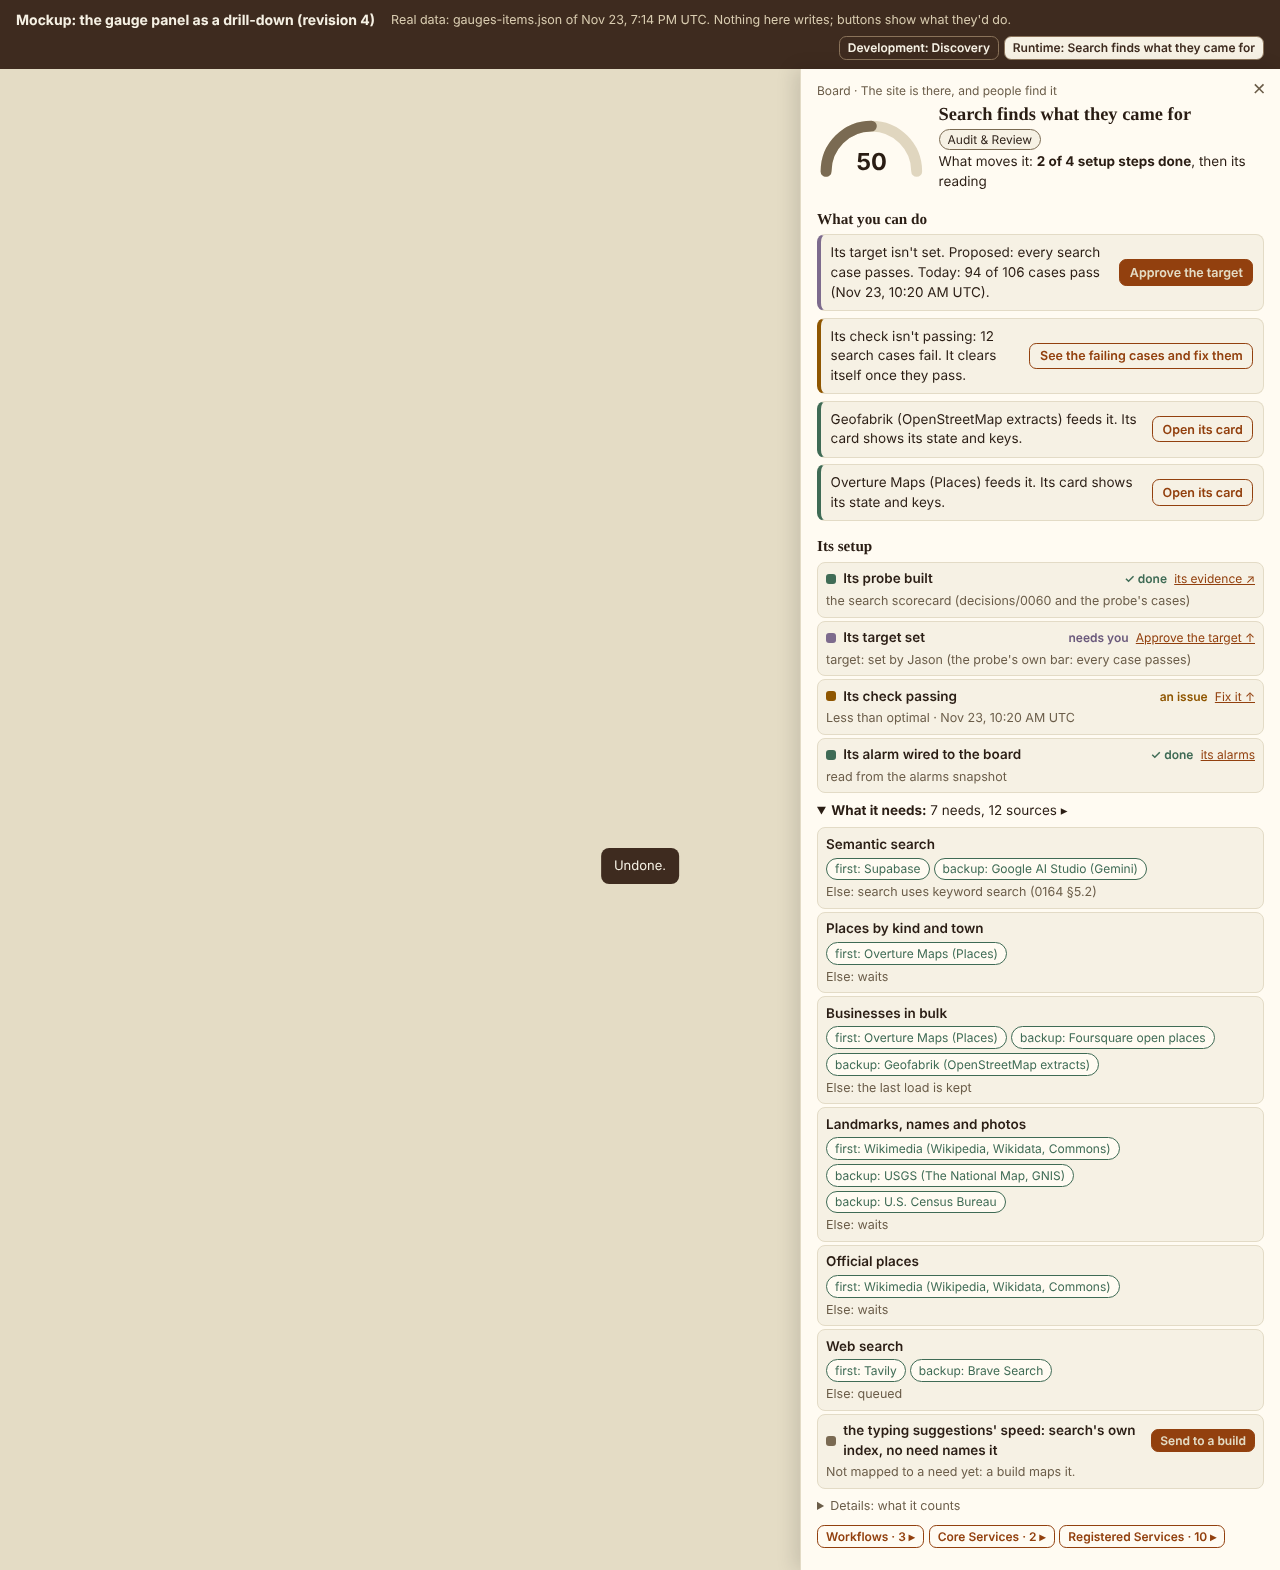 Mockup: the gauge panel as a drill-down (revision 4)
Real data: gauges-items.json of Nov 23, 7:14 PM UTC. Nothing here writes; buttons show what they'd do.
Development: Discovery
Runtime: Search finds what they came for
Board · The site is there, and people find it
✕
50
Search finds what they came for
Audit & Review
What moves it: 2 of 4 setup steps done, then its
reading
What you can do
Its target isn't set. Proposed: every search
case passes. Today: 94 of 106 cases pass
(Nov 23, 10:20 AM UTC).
Approve the target
Its check isn't passing: 12
search cases fail. It clears
itself once they pass.
See the failing cases and fix them
Geofabrik (OpenStreetMap extracts) feeds it. Its
card shows its state and keys.
Open its card
Overture Maps (Places) feeds it. Its card shows
its state and keys.
Open its card
Its setup
Its probe built
✓ done its evidence ↗
the search scorecard (decisions/0060 and the probe's cases)
Its target set
needs you Approve the target ↑
target: set by Jason (the probe's own bar: every case passes)
Its check passing
an issue Fix it ↑
Less than optimal · Nov 23, 10:20 AM UTC
Its alarm wired to the board
✓ done its alarms
read from the alarms snapshot
▼ What it needs: 7 needs, 12 sources ▸
Semantic search
first: Supabase
backup: Google AI Studio (Gemini)
Else: search uses keyword search (0164 §5.2)
Places by kind and town
first: Overture Maps (Places)
Else: waits
Businesses in bulk
first: Overture Maps (Places)
backup: Foursquare open places
backup: Geofabrik (OpenStreetMap extracts)
Else: the last load is kept
Landmarks, names and photos
first: Wikimedia (Wikipedia, Wikidata, Commons)
backup: USGS (The National Map, GNIS)
backup: U.S. Census Bureau
Else: waits
Official places
first: Wikimedia (Wikipedia, Wikidata, Commons)
Else: waits
Web search
first: Tavily
backup: Brave Search
Else: queued
the typing suggestions' speed: search's own
index, no need names it
Send to a build
Not mapped to a need yet: a build maps it.
▶ Details: what it counts
Workflows · 3 ▸
Core Services · 2 ▸
Registered Services · 10 ▸
Undone.